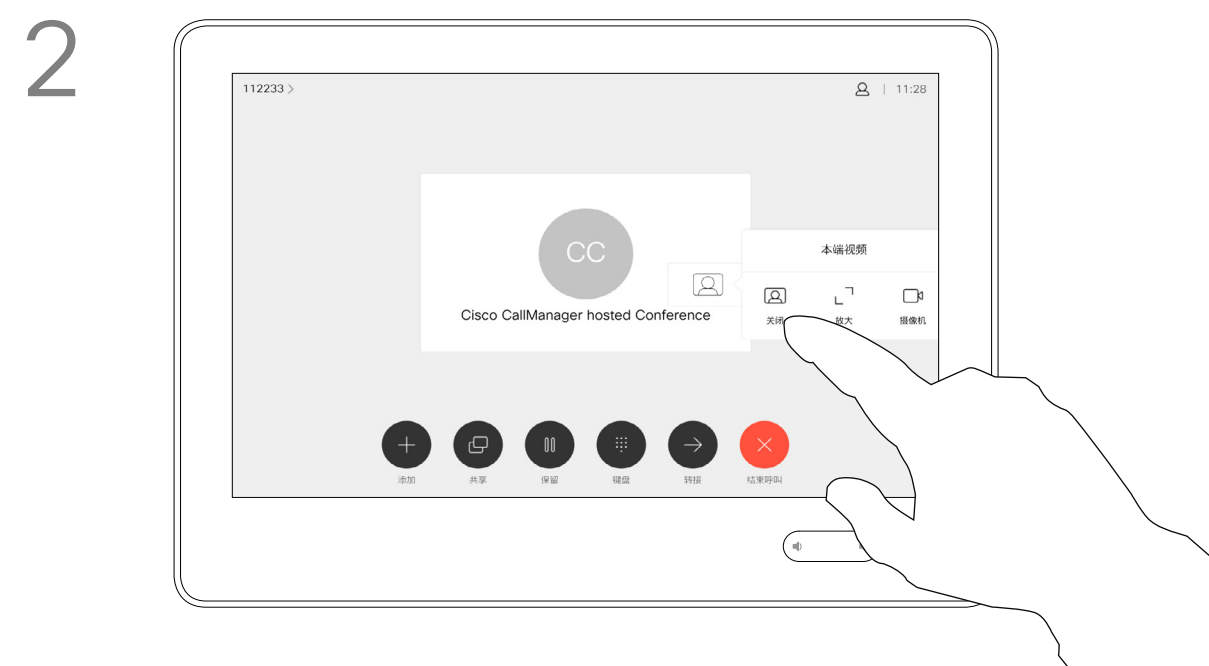 2
112233 >
11:28
CC
Cisco CallManager hosted Conference
本端视频
关闭 放大 摄像机
添加 共享 保留 键盘 转接 结束呼叫